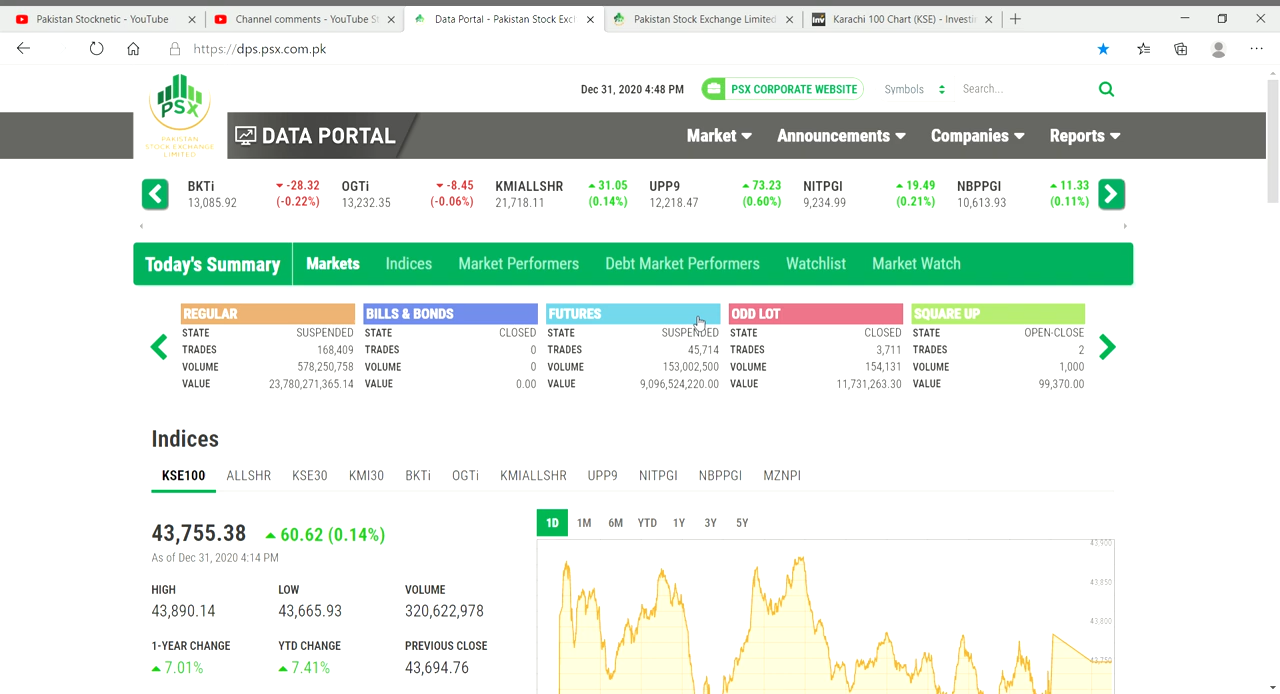 Pakistan Stocknetic - YouTube
Channel comments - YouTube St
Data Portal - Pakistan Stock Excl
Pakistan Stock Exchange Limited
Inv Karachi 100 Chart (KSE) - Investi
https://dps.psx.com.pk
PSX
PAKISTAN
STOCK EXCHANGE
LIMITED
Dec 31, 2020 4:48 PM
PSX CORPORATE WEBSITE
Symbols
Search...
DATA PORTAL
Market Announcements Companies Reports
BKTi -28.32 OGTi -8.45 KMIALLSHR 31.05 UPP9 73.23 NITPGI 19.49 NBPPGI 11.33
13,085.92 (-0.22%) 13,232.35 (-0.06%) 21,718.11 (0.14%) 12,218.47 (0.60%) 9,234.99 (0.21%) 10,613.93 (0.11%)
Today's Summary Markets Indices Market Performers Debt Market Performers Watchlist Market Watch
REGULAR BILLS & BONDS FUTURES ODD LOT SQUARE UP
STATE SUSPENDED STATE CLOSED STATE SUSPENDED STATE CLOSED STATE OPEN-CLOSE
TRADES 168,409 TRADES 0 TRADES 45,714 TRADES 3,711 TRADES 2
VOLUME 578,250,758 VOLUME 0 VOLUME 153,002,500 VOLUME 154,131 VOLUME 1,000
VALUE 23,780,271,365.14 VALUE 0.00 VALUE 9,096,524,220.00 VALUE 11,731,263.30 VALUE 99,370.00
Indices
KSE100 ALLSHR KSE30 KMI30 BKTi OGTi KMIALLSHR UPP9 NITPGI NBPPGI MZNPI
43,755.38 60.62 (0.14%)
As of Dec 31, 2020 4:14 PM
HIGH LOW VOLUME
43,890.14 43,665.93 320,622,978
1-YEAR CHANGE YTD CHANGE PREVIOUS CLOSE
7.01% 7.41% 43,694.76
1D 1M 6M YTD 1Y 3Y 5Y
43,900
43,850
43,800
43,750